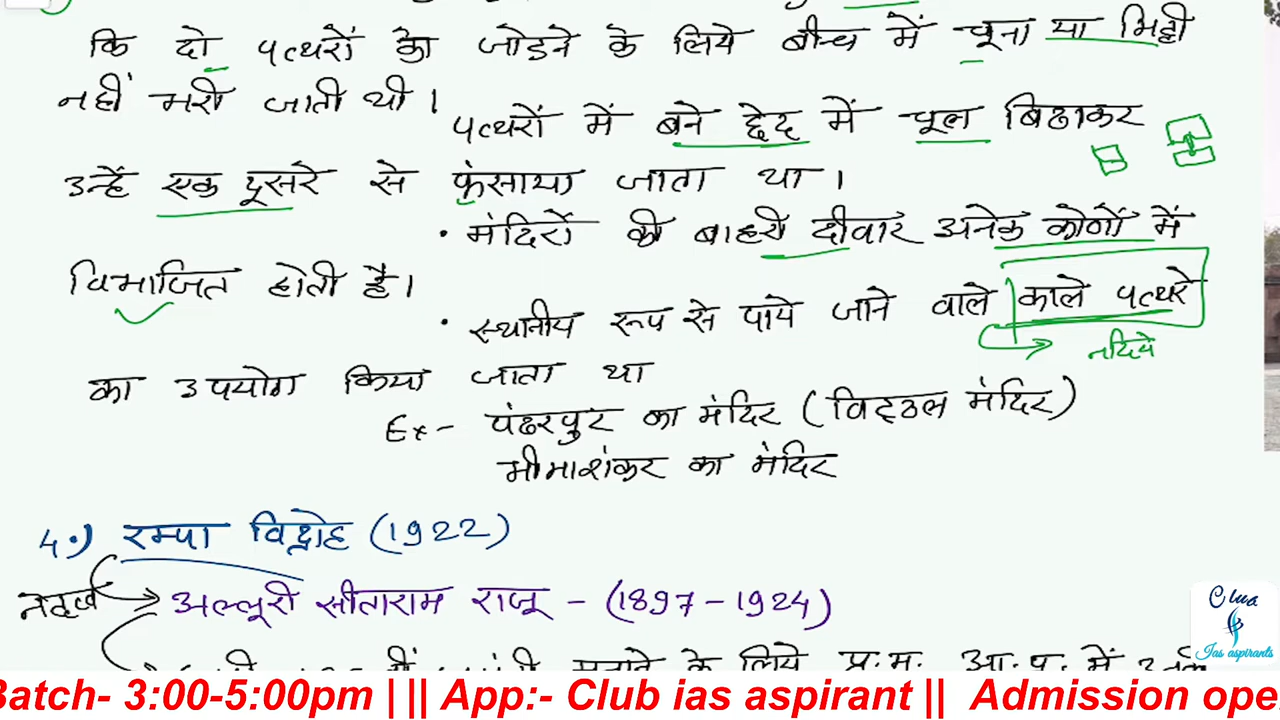 कि दो पत्थरों को जोडने के लिये बीच में चूना या मिट्टी
नहीं भरी जाती थी।
पत्थरों में बने छेद में चूल बिठाकर
उन्हें एक दूसरे से फंसाया जाता था।
• मंदिरों की बाहरी दीवार अनेक कोणों में
विभाजित होती है।
• स्थानीय रूप से पाये जाने वाले काले पत्थरे
नदिये
का उपयोग किया जाता था
Ex- पंढरपुर का मंदिर (विट्ठल मंदिर)
भीमाशंकर का मंदिर
4.) रम्पा विद्रोह (1922)
अल्लूरी सीताराम राजू - (1897-1924)
के लिये प्र.म. आ.प. में
Club
Ias aspirants
Batch- 3:00-5:00pm | || App:- Club ias aspirant || Admission ope